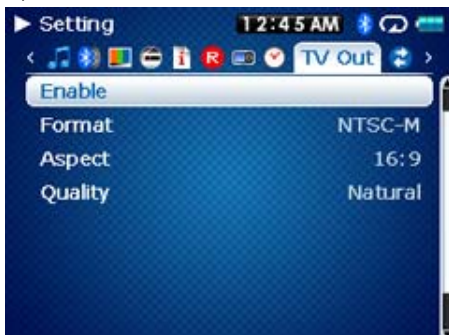 Setting 12:45 AM
R TV Out
Enable
Format NTSC-M
Aspect 16:9
Quality Natural